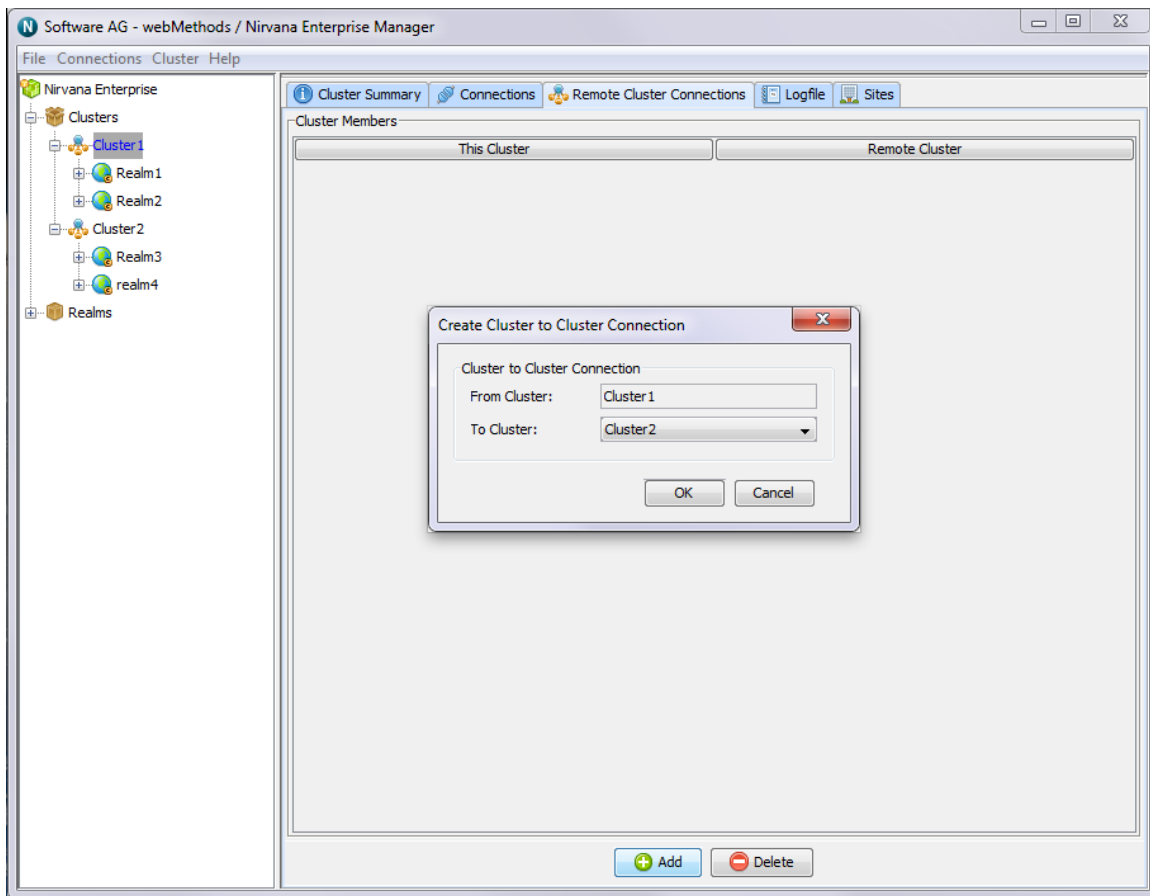 N Software AG - webMethods / Nirvana Enterprise Manager
File Connections Cluster Help
Nirvana Enterprise
Clusters
Cluster1
Realm1
Realm2
Cluster2
Realm3
realm4
Realms
Cluster Summary Connections Remote Cluster Connections Logfile Sites
Cluster Members
This Cluster Remote Cluster
Create Cluster to Cluster Connection
Cluster to Cluster Connection
From Cluster: Cluster1
To Cluster: Cluster2
OK Cancel
Add Delete